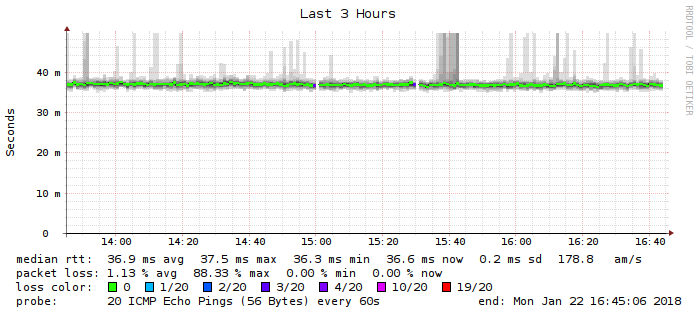 Last 3 Hours
RRDTOOL / TOBI OETIKER
Seconds
40 m
30 m
20 m
10 m
0
14:00 14:20 14:40 15:00 15:20 15:40 16:00 16:20 16:40
median rtt: 36.9 ms avg 37.5 ms max 36.3 ms min 36.6 ms now 0.2 ms sd 178.8 am/s
packet loss: 1.13 % avg 88.33 % max 0.00 % min 0.00 % now
loss color: 0 1/20 2/20 3/20 4/20 10/20 19/20
probe: 20 ICMP Echo Pings (56 Bytes) every 60s end: Mon Jan 22 16:45:06 2018